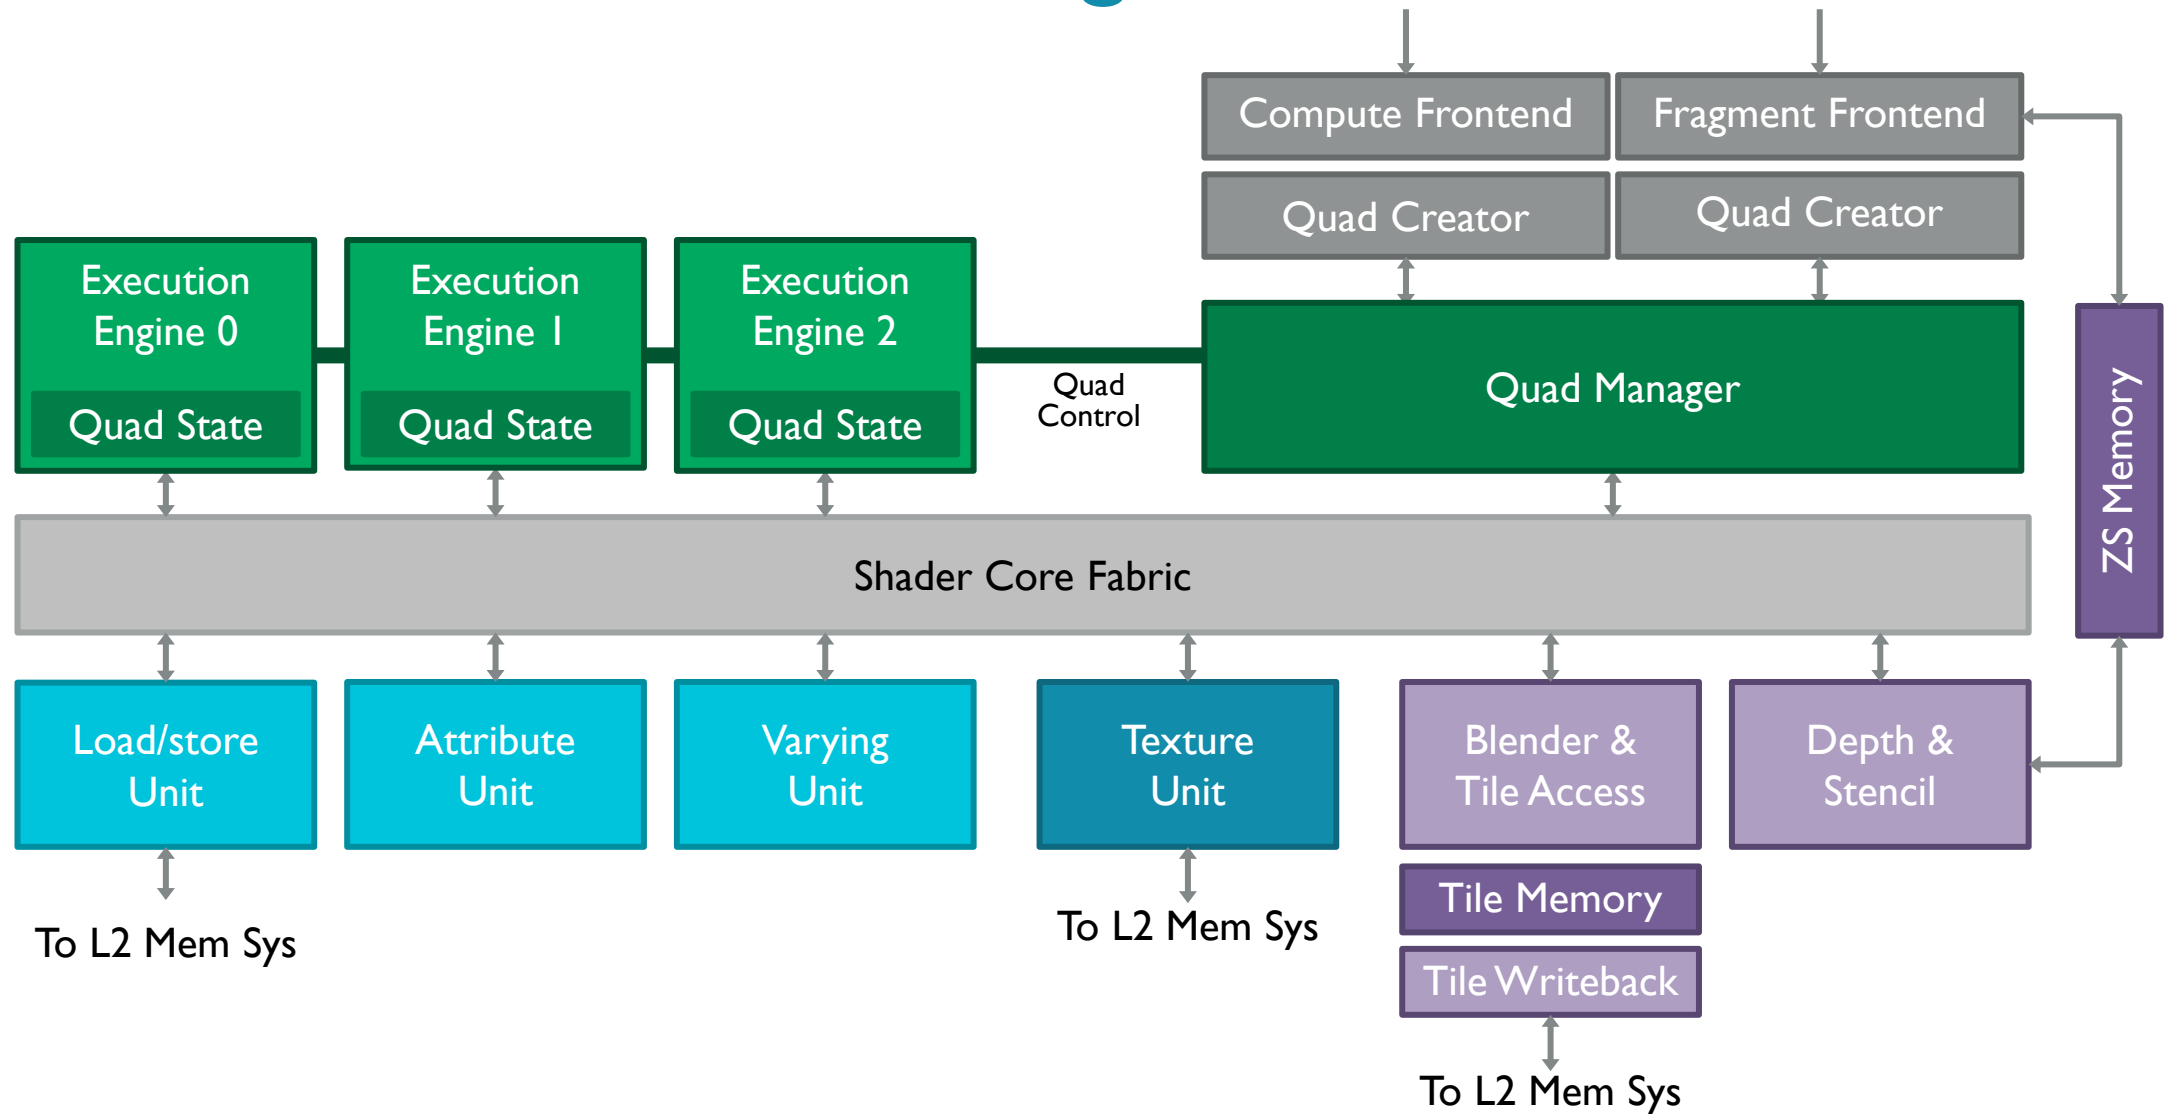 Compute Frontend
Fragment Frontend
Quad Creator
Quad Creator
Execution
Engine 0
Quad State
Execution
Engine 1
Quad State
Execution
Engine 2
Quad State
Quad
Control
Quad Manager
ZS Memory
Shader Core Fabric
Load/store
Unit
Attribute
Unit
Varying
Unit
Texture
Unit
Blender &
Tile Access
Depth &
Stencil
Tile Memory
Tile Writeback
To L2 Mem Sys
To L2 Mem Sys
To L2 Mem Sys